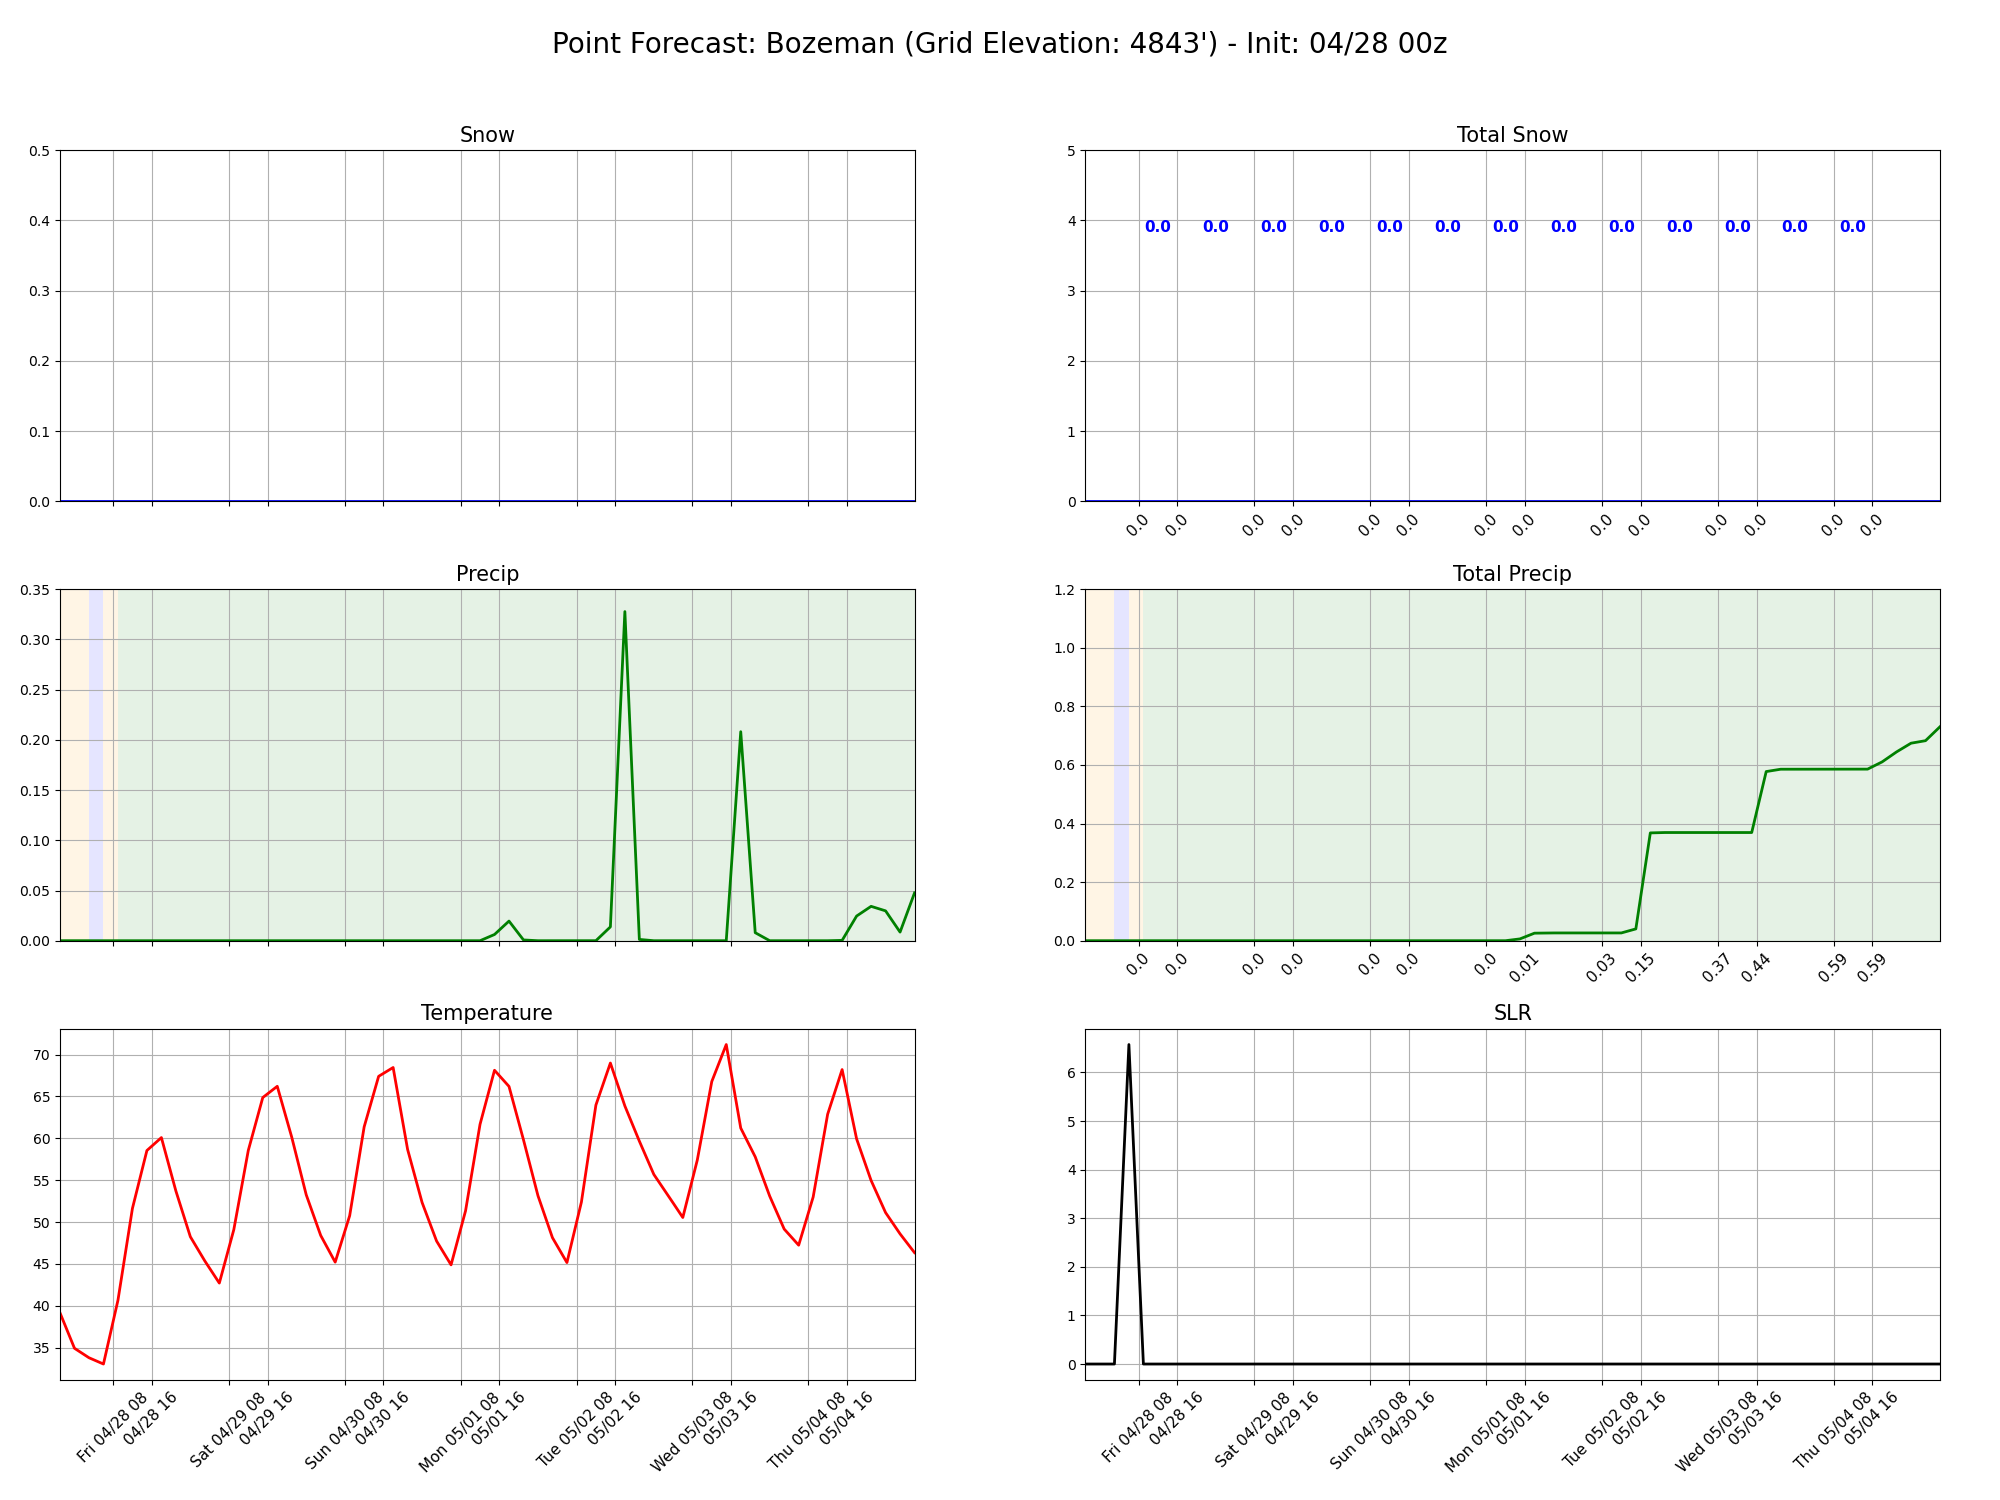 Point Forecast: Bozeman (Grid Elevation: 4843') - Init: 04/28 00z
Snow
0.5
0.4
0.3
0.2
0.1
0.0
Total Snow
5
4
3
2
1
0
0.0 0.0 0.0 0.0 0.0 0.0 0.0 0.0 0.0 0.0 0.0 0.0 0.0
0.0 0.0 0.0 0.0 0.0 0.0 0.0 0.0 0.0 0.0 0.0 0.0 0.0 0.0
Precip
0.35
0.30
0.25
0.20
0.15
0.10
0.05
0.00
Total Precip
1.2
1.0
0.8
0.6
0.4
0.2
0.0
0.0 0.0 0.0 0.0 0.0 0.0 0.0 0.01 0.03 0.15 0.37 0.44 0.59 0.59
Temperature
70
65
60
55
50
45
40
35
Fri 04/28 08
04/28 16
Sat 04/29 08
04/29 16
Sun 04/30 08
04/30 16
Mon 05/01 08
05/01 16
Tue 05/02 08
05/02 16
Wed 05/03 08
05/03 16
Thu 05/04 08
05/04 16
SLR
6
5
4
3
2
1
0
Fri 04/28 08
04/28 16
Sat 04/29 08
04/29 16
Sun 04/30 08
04/30 16
Mon 05/01 08
05/01 16
Tue 05/02 08
05/02 16
Wed 05/03 08
05/03 16
Thu 05/04 08
05/04 16